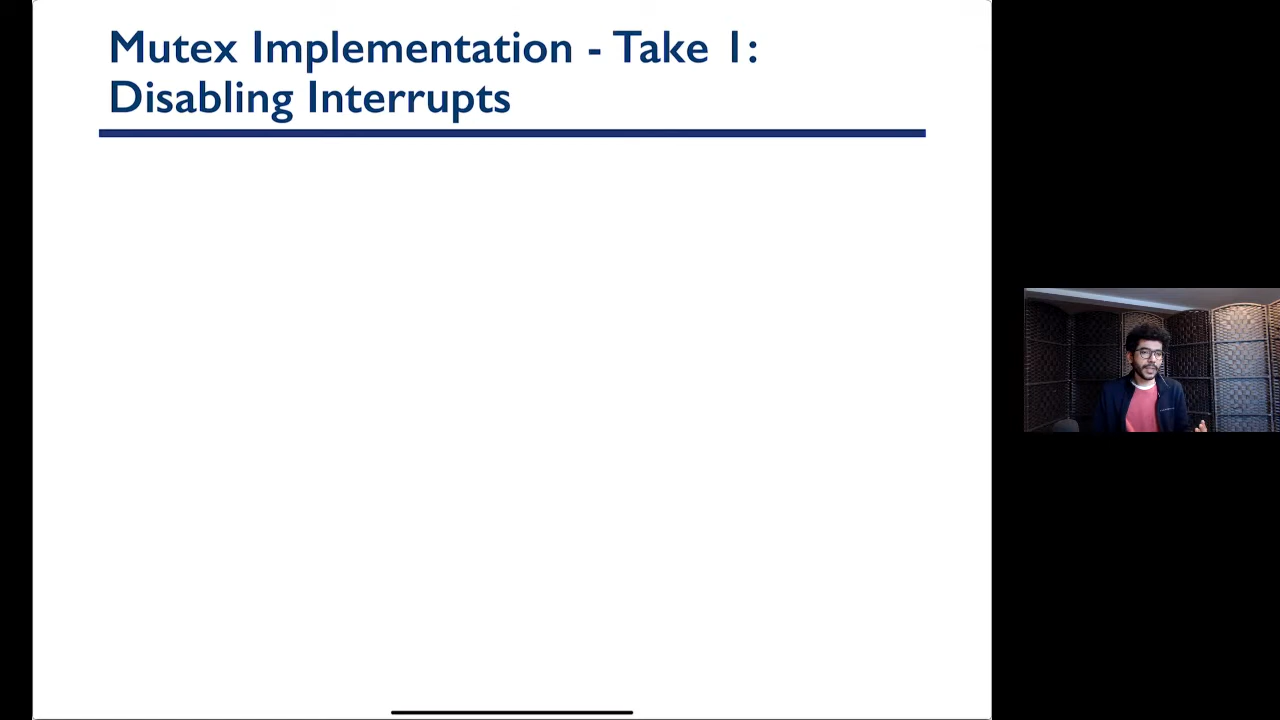 Mutex Implementation - Take 1:
Disabling Interrupts